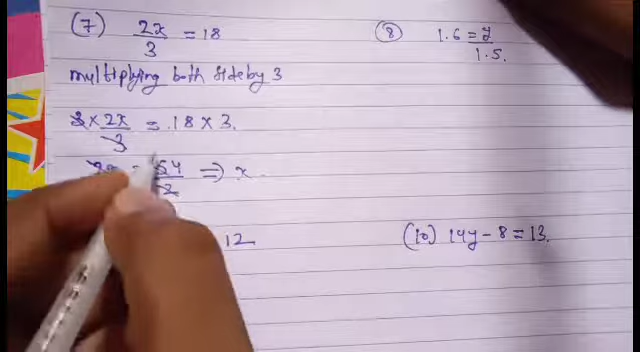 (7) 2x/3 = 18
multiplying both side by 3
3 × 2x/3 = 18 × 3.
= 54/2 ⇒ x
12
(8) 1.6 = y/1.5.
(10) 14y - 8 = 13.